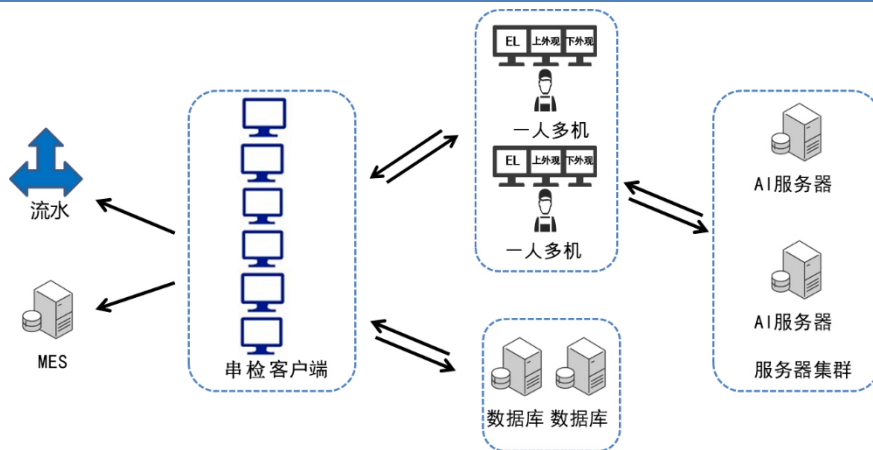 EL 上外观 下外观
一人多机
EL 上外观 下外观
一人多机
流水
MES
串检客户端
数据库 数据库
AI服务器
AI服务器
服务器集群